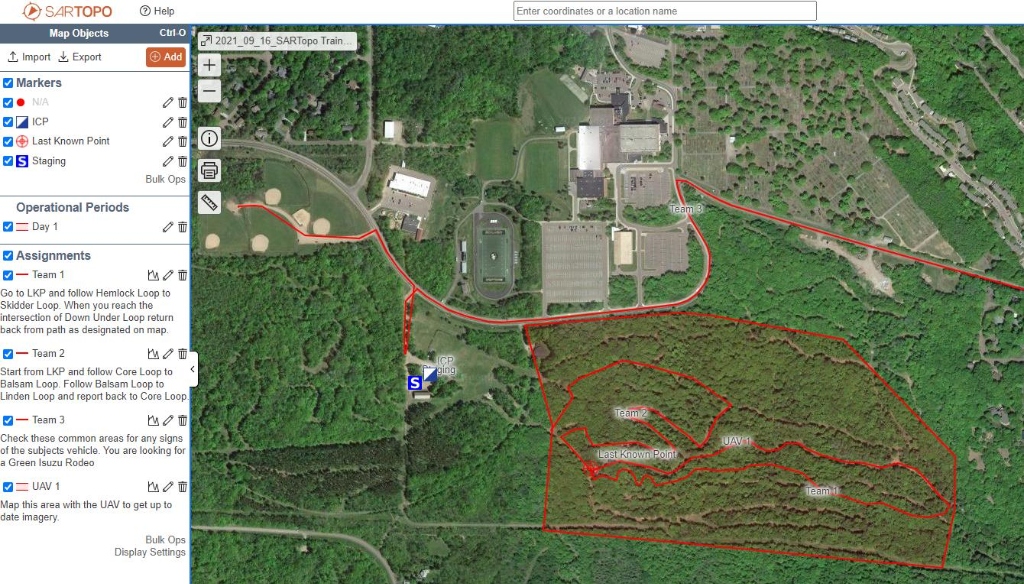 SARTOPO
Help
Enter coordinates or a location name
Map Objects
Ctrl-O
Import
Export
Add
2021_09_16_SARTopo Train...
Markers
N/A
ICP
Last Known Point
Staging
Bulk Ops
Operational Periods
Day 1
Assignments
Team 1
Go to LKP and follow Hemlock Loop to
Skidder Loop. When you reach the
intersection of Down Under Loop return
back from path as designated on map.
Team 2
Start from LKP and follow Core Loop to
Balsam Loop. Follow Balsam Loop to
Linden Loop and report back to Core Loop.
Team 3
Check these common areas for any signs
of the subjects vehicle. You are looking for
a Green Isuzu Rodeo
UAV 1
Map this area with the UAV to get up to
date imagery.
Bulk Ops
Display Settings
Team 3
ICP
S
Team 2
UAV 1
Last Known Point
Team 1